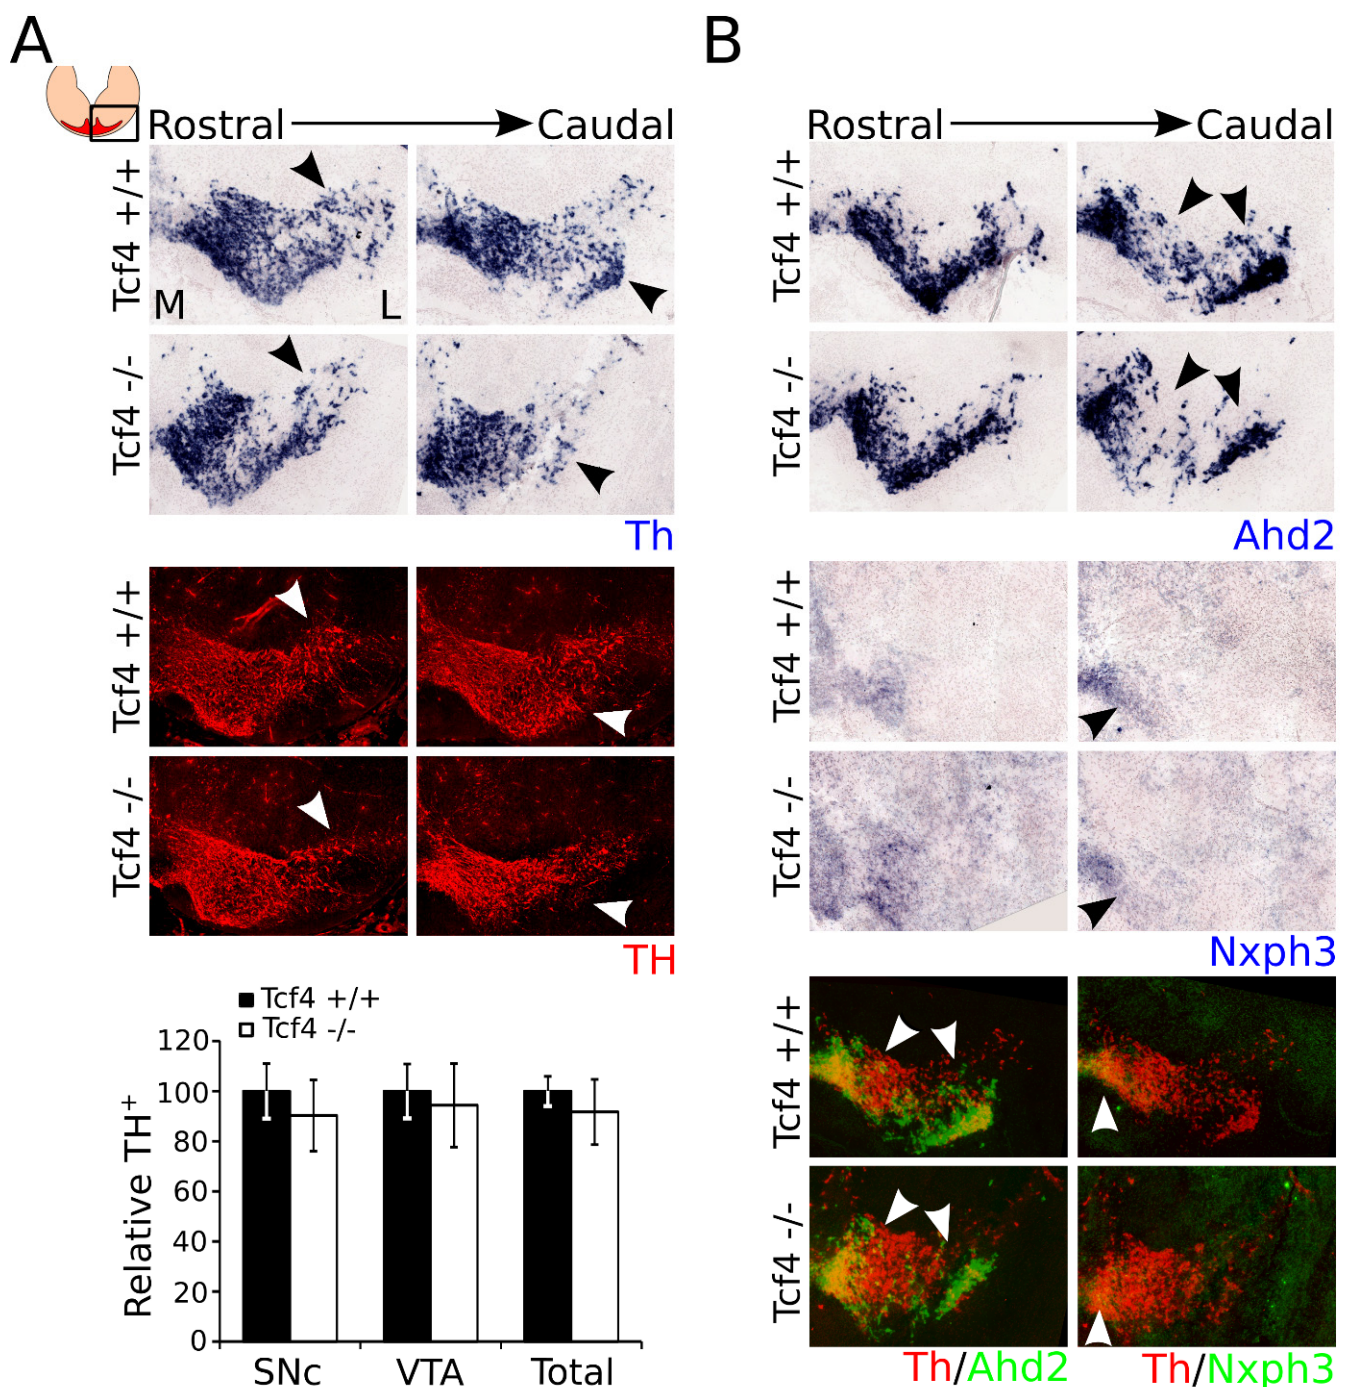 A
Rostral Caudal
Tcf4 +/+
M L
Tcf4 -/-
Th
Tcf4 +/+
Tcf4 -/-
TH
Tcf4 +/+
Tcf4 -/-
Relative TH+
120
100
80
60
40
20
0
SNc VTA Total
B
Rostral Caudal
Tcf4 +/+
Tcf4 -/-
Ahd2
Tcf4 +/+
Tcf4 -/-
Nxph3
Tcf4 +/+
Tcf4 -/-
Th/Ahd2 Th/Nxph3